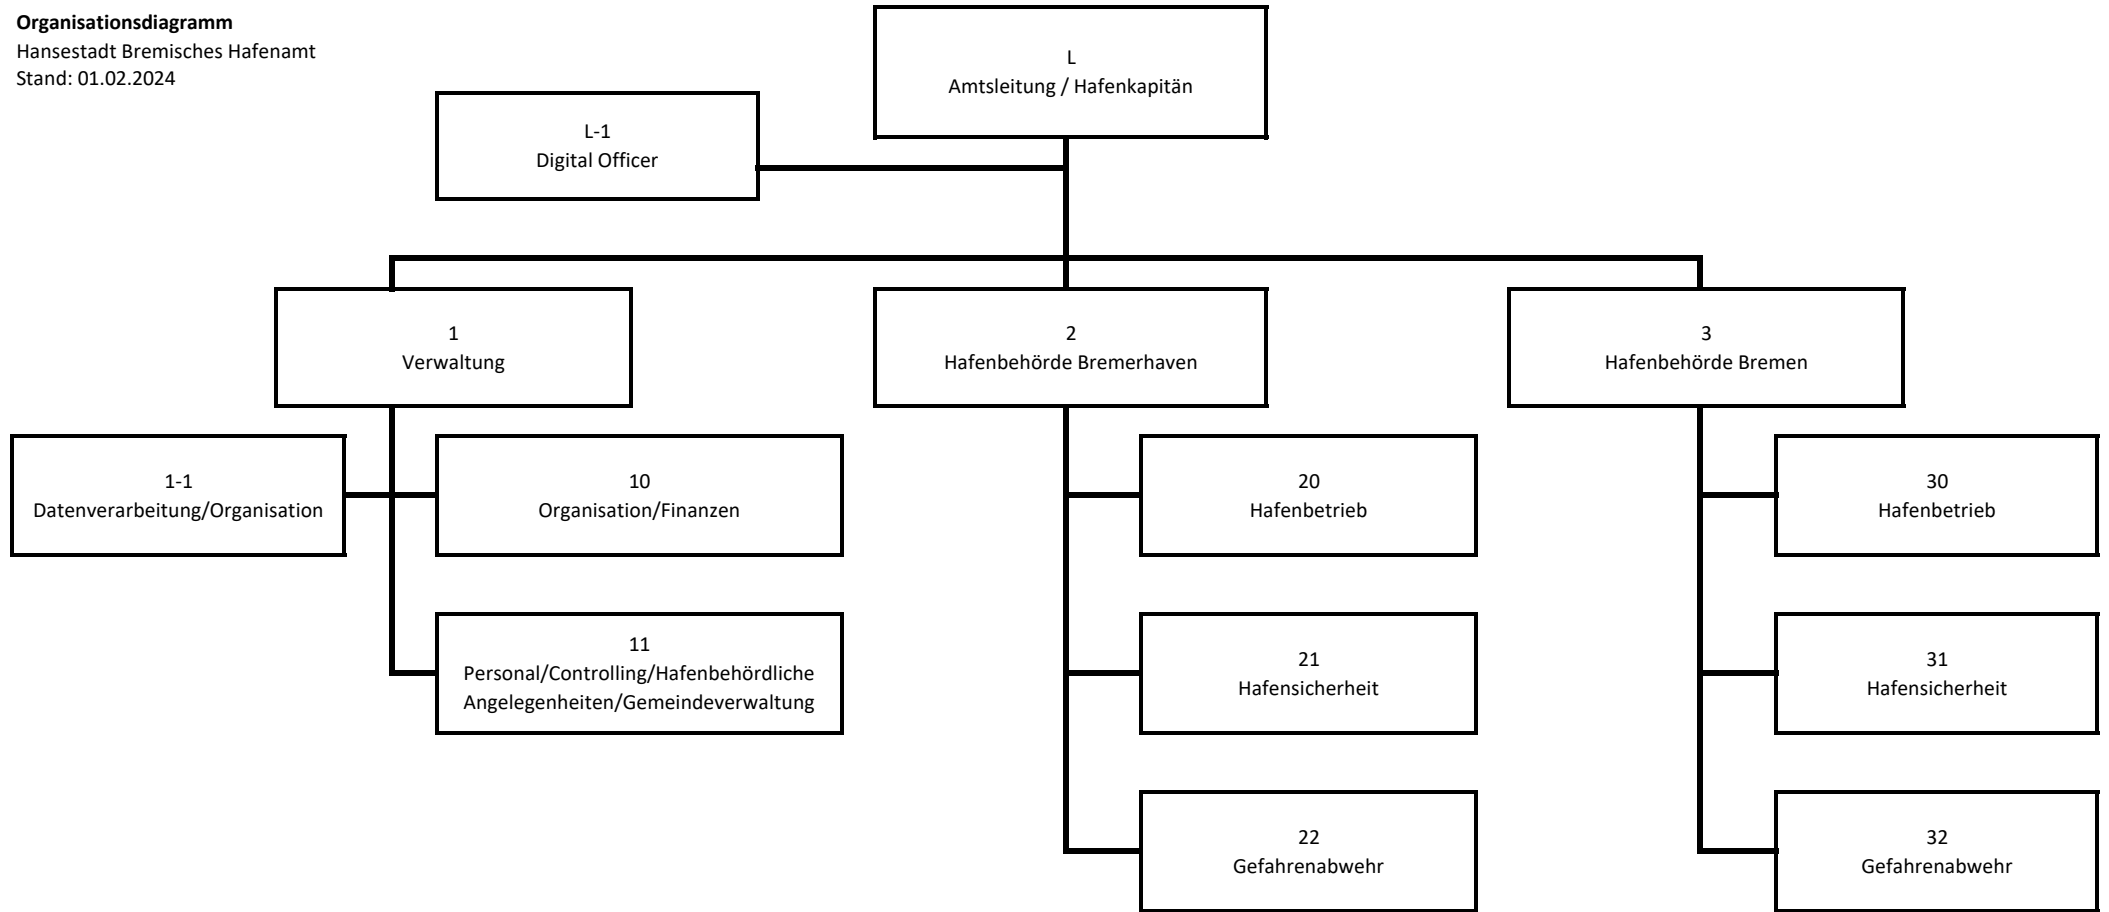 Organisationsdiagramm
Hansestadt Bremisches Hafenamt
Stand: 01.02.2024
L
Amtsleitung / Hafenkapitän
L-1
Digital Officer
1
Verwaltung
2
Hafenbehörde Bremerhaven
3
Hafenbehörde Bremen
1-1
Datenverarbeitung/Organisation
10
Organisation/Finanzen
20
Hafenbetrieb
30
Hafenbetrieb
11
Personal/Controlling/Hafenbehördliche
Angelegenheiten/Gemeindeverwaltung
21
Hafensicherheit
31
Hafensicherheit
22
Gefahrenabwehr
32
Gefahrenabwehr